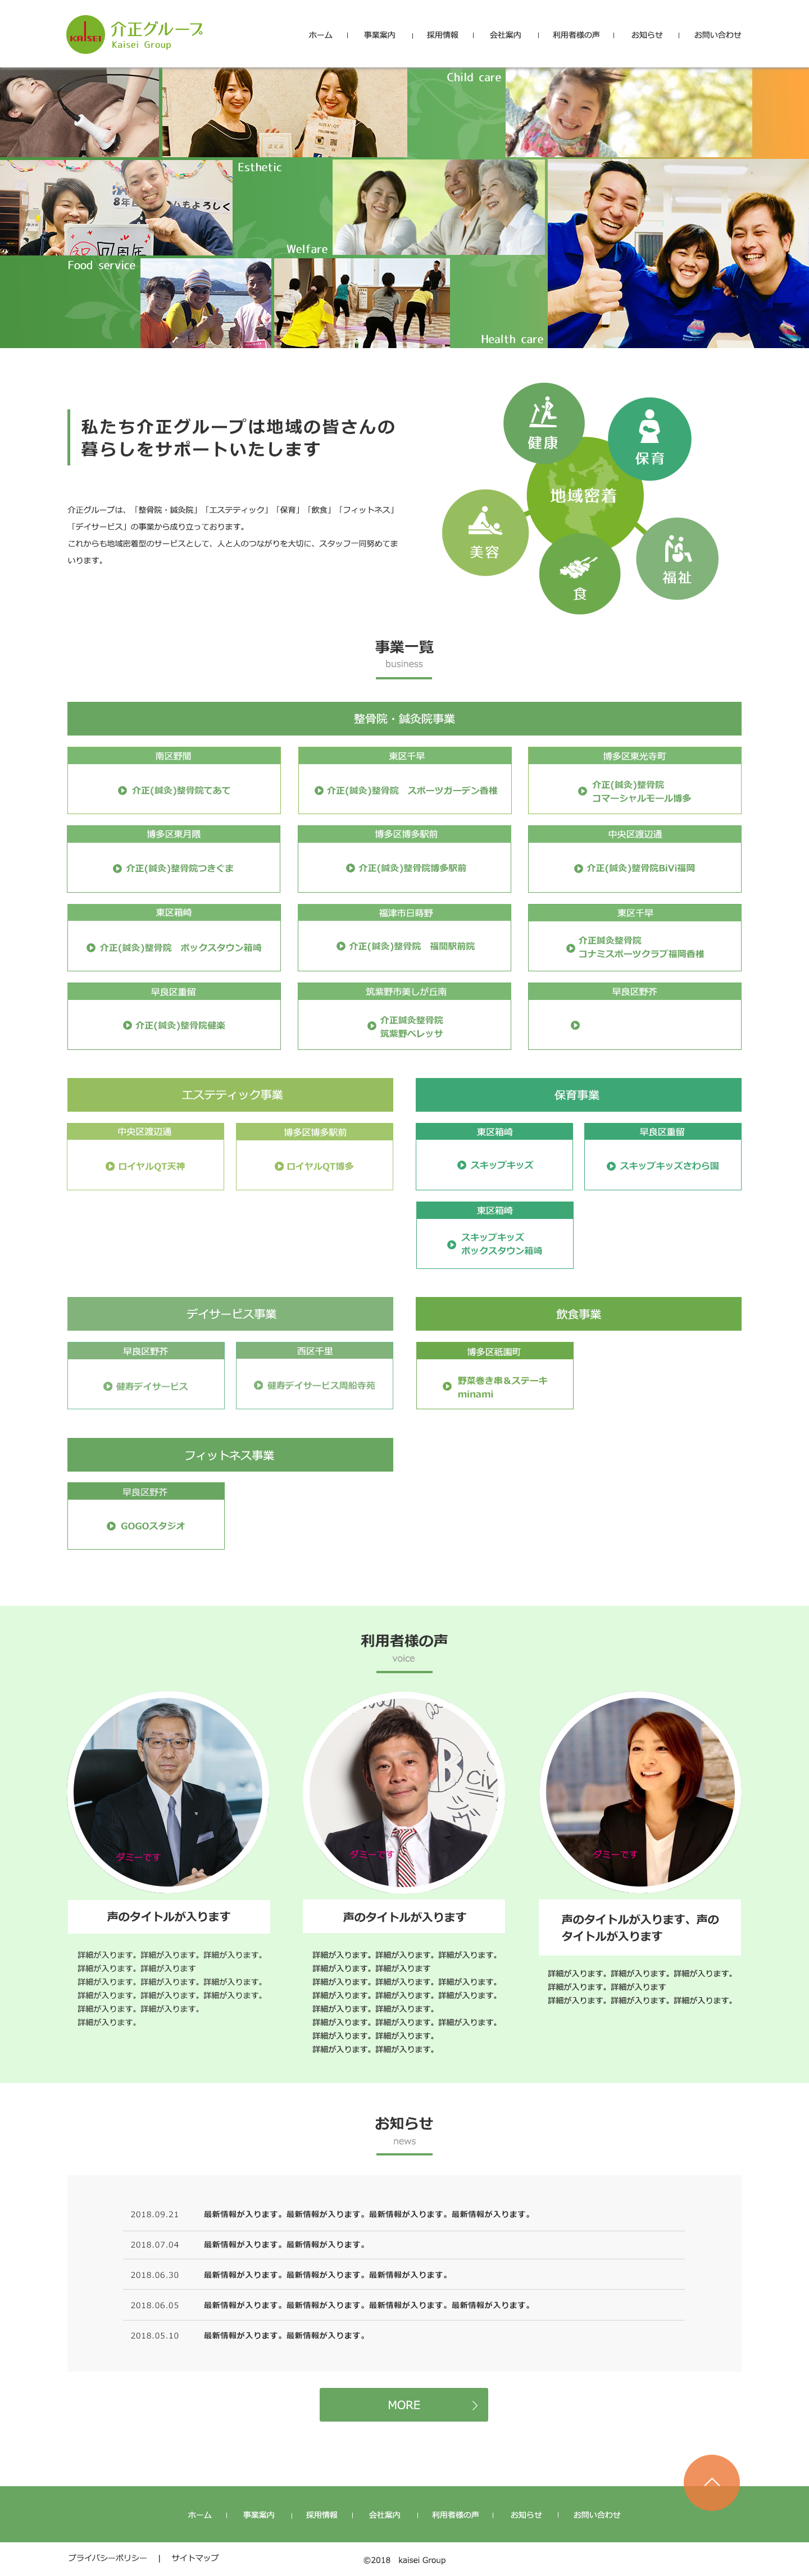 KAISEI
介正グループ
Kaisei Group
ホーム
事業案内
採用情報
会社案内
利用者様の声
お知らせ
お問い合わせ
Child care
Esthetic
Welfare
Food service
Health care
私たち介正グループは地域の皆さんの
暮らしをサポートいたします
介正グループは、「整骨院・鍼灸院」「エステティック」「保育」「飲食」「フィットネス」
「デイサービス」の事業から成り立っております。
これからも地域密着型のサービスとして、人と人のつながりを大切に、スタッフ一同努めてま
いります。
健康
保育
地域密着
美容
食
福祉
事業一覧
business
整骨院・鍼灸院事業
南区野間
介正(鍼灸)整骨院てあて
東区千早
介正(鍼灸)整骨院　スポーツガーデン香椎
博多区東光寺町
介正(鍼灸)整骨院
コマーシャルモール博多
博多区東月隈
介正(鍼灸)整骨院つきぐま
博多区博多駅前
介正(鍼灸)整骨院博多駅前
中央区渡辺通
介正(鍼灸)整骨院BiVi福岡
東区箱崎
介正(鍼灸)整骨院　ボックスタウン箱崎
福津市日蒔野
介正(鍼灸)整骨院　福間駅前院
東区千早
介正鍼灸整骨院
コナミスポーツクラブ福岡香椎
早良区重留
介正(鍼灸)整骨院健楽
筑紫野市美しが丘南
介正鍼灸整骨院
筑紫野ベレッサ
早良区野芥
エステティック事業
中央区渡辺通
ロイヤルQT天神
博多区博多駅前
ロイヤルQT博多
保育事業
東区箱崎
スキップキッズ
早良区重留
スキップキッズさわら園
東区箱崎
スキップキッズ
ボックスタウン箱崎
デイサービス事業
早良区野芥
健寿デイサービス
西区千里
健寿デイサービス周船寺苑
飲食事業
博多区祇園町
野菜巻き串＆ステーキ
minami
フィットネス事業
早良区野芥
GOGOスタジオ
利用者様の声
voice
ダミーです
ダミーです
ダミーです
声のタイトルが入ります
詳細が入ります。詳細が入ります。詳細が入ります。
詳細が入ります。詳細が入ります
詳細が入ります。詳細が入ります。詳細が入ります。
詳細が入ります。詳細が入ります。詳細が入ります。
詳細が入ります。詳細が入ります。
詳細が入ります。
声のタイトルが入ります
詳細が入ります。詳細が入ります。詳細が入ります。
詳細が入ります。詳細が入ります
詳細が入ります。詳細が入ります。詳細が入ります。
詳細が入ります。詳細が入ります。詳細が入ります。
詳細が入ります。詳細が入ります。
詳細が入ります。詳細が入ります。詳細が入ります。
詳細が入ります。詳細が入ります。
詳細が入ります。詳細が入ります。
声のタイトルが入ります、声の
タイトルが入ります
詳細が入ります。詳細が入ります。詳細が入ります。
詳細が入ります。詳細が入ります
詳細が入ります。詳細が入ります。詳細が入ります。
お知らせ
news
2018.09.21 最新情報が入ります。最新情報が入ります。最新情報が入ります。最新情報が入ります。
2018.07.04 最新情報が入ります。最新情報が入ります。
2018.06.30 最新情報が入ります。最新情報が入ります。最新情報が入ります。
2018.06.05 最新情報が入ります。最新情報が入ります。最新情報が入ります。最新情報が入ります。
2018.05.10 最新情報が入ります。最新情報が入ります。
MORE
ホーム
事業案内
採用情報
会社案内
利用者様の声
お知らせ
お問い合わせ
プライバシーポリシー | サイトマップ
©2018 kaisei Group